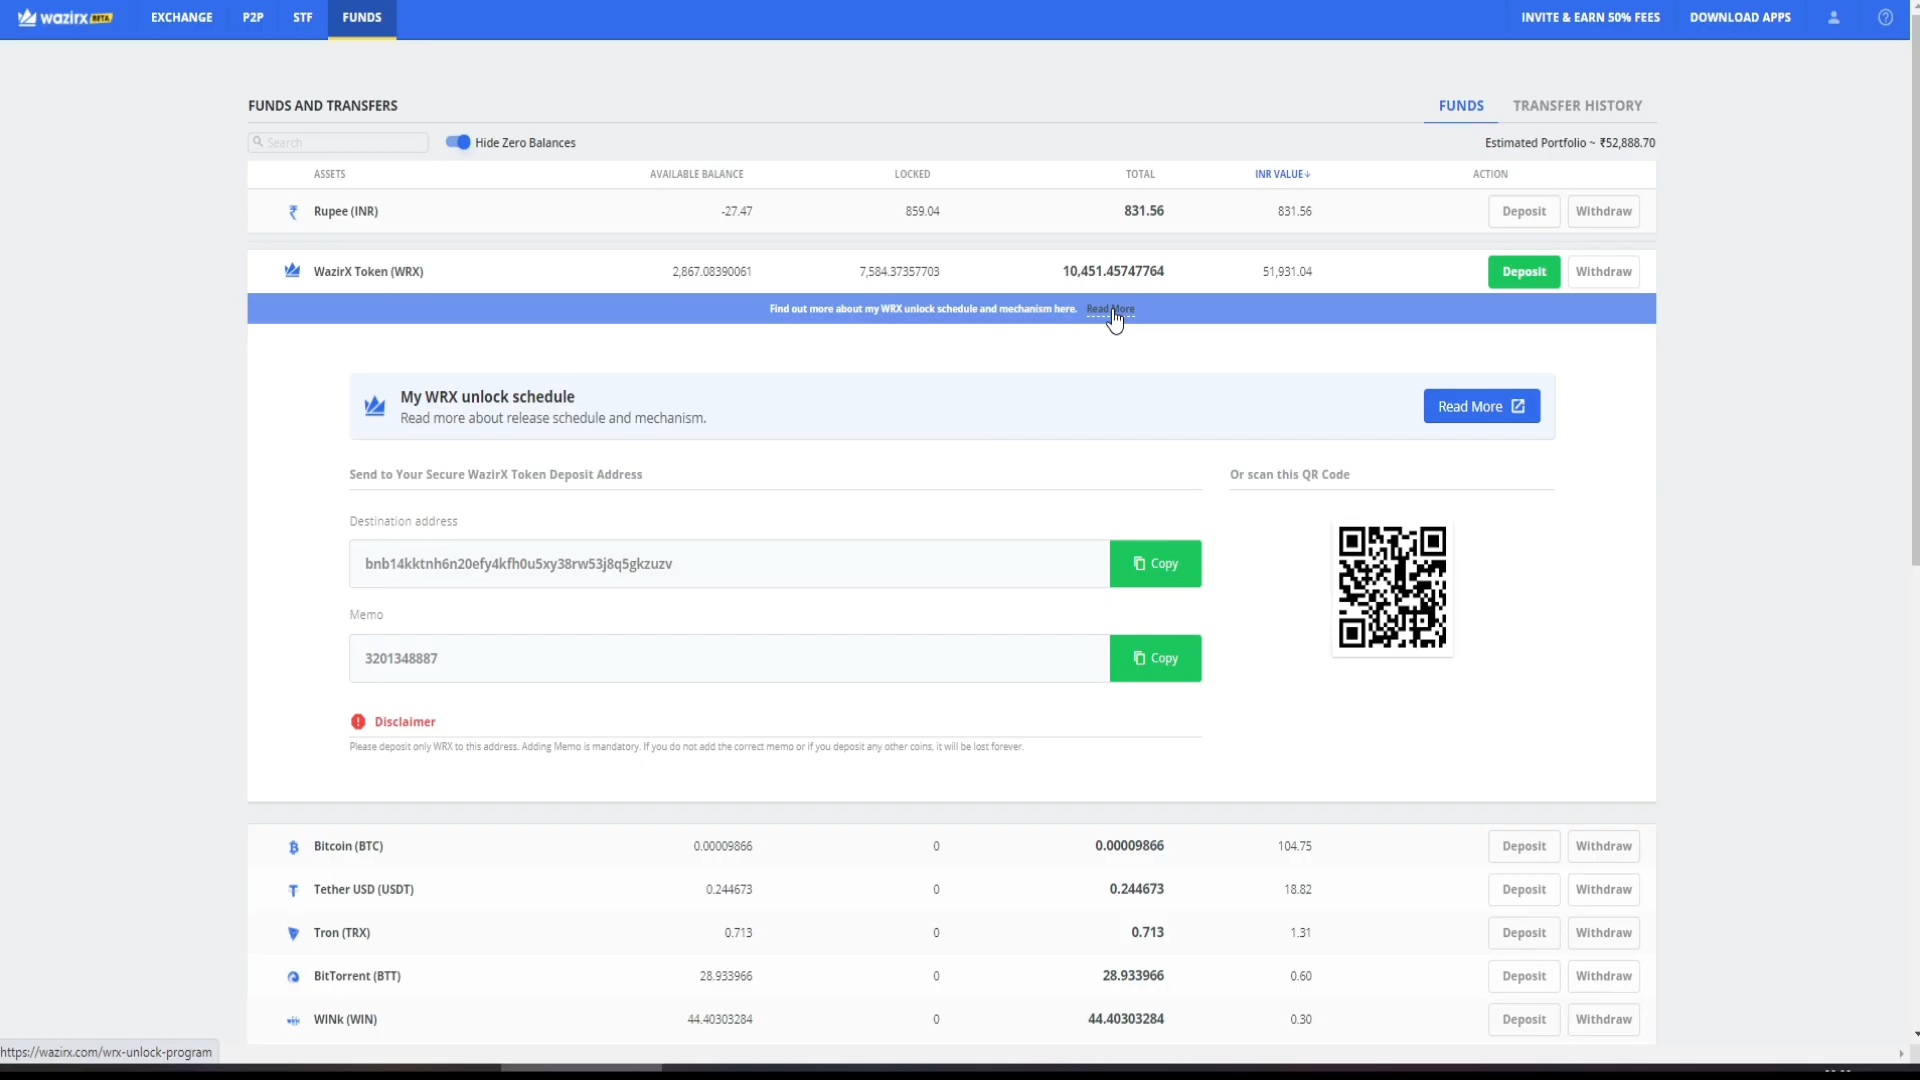 wazirx BETA EXCHANGE P2P STF FUNDS INVITE & EARN 50% FEES DOWNLOAD APPS
FUNDS AND TRANSFERS FUNDS TRANSFER HISTORY
Search Hide Zero Balances Estimated Portfolio ~ ₹52,888.70
ASSETS AVAILABLE BALANCE LOCKED TOTAL INR VALUE↓ ACTION
₹ Rupee (INR) -27.47 859.04 831.56 831.56 Deposit Withdraw
WazirX Token (WRX) 2,867.08390061 7,584.37357703 10,451.45747764 51,931.04 Deposit Withdraw
Find out more about my WRX unlock schedule and mechanism here. Read More
My WRX unlock schedule
Read more about release schedule and mechanism.
Read More
Send to Your Secure WazirX Token Deposit Address
Or scan this QR Code
Destination address
bnb14kktnh6n20efy4kfh0u5xy38rw53j8q5gkzuzv Copy
Memo
3201348887 Copy
Disclaimer
Please deposit only WRX to this address. Adding Memo is mandatory. If you do not add the correct memo or if you deposit any other coins, it will be lost forever.
Bitcoin (BTC) 0.00009866 0 0.00009866 104.75 Deposit Withdraw
Tether USD (USDT) 0.244673 0 0.244673 18.82 Deposit Withdraw
Tron (TRX) 0.713 0 0.713 1.31 Deposit Withdraw
BitTorrent (BTT) 28.933966 0 28.933966 0.60 Deposit Withdraw
WINk (WIN) 44.40303284 0 44.40303284 0.30 Deposit Withdraw
https://wazirx.com/wrx-unlock-program